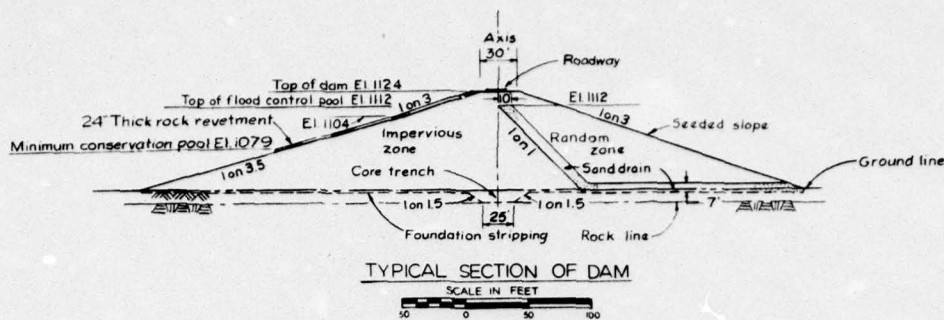 Axis
30'
Roadway
Top of dam El. 1124
Top of flood control pool El. 1112
1 on 3
10
El. 1112
24" Thick rock revetment
El. 1104
1 on 3
Seeded slope
Minimum conservation pool El. 1079
Impervious
zone
1 on 1
Random
zone
1 on 3.5
Core trench
Sand drain
Ground line
1 on 1.5
1 on 1.5
7'
25'
Foundation stripping
Rock line
TYPICAL SECTION OF DAM
SCALE IN FEET
50 0 50 100